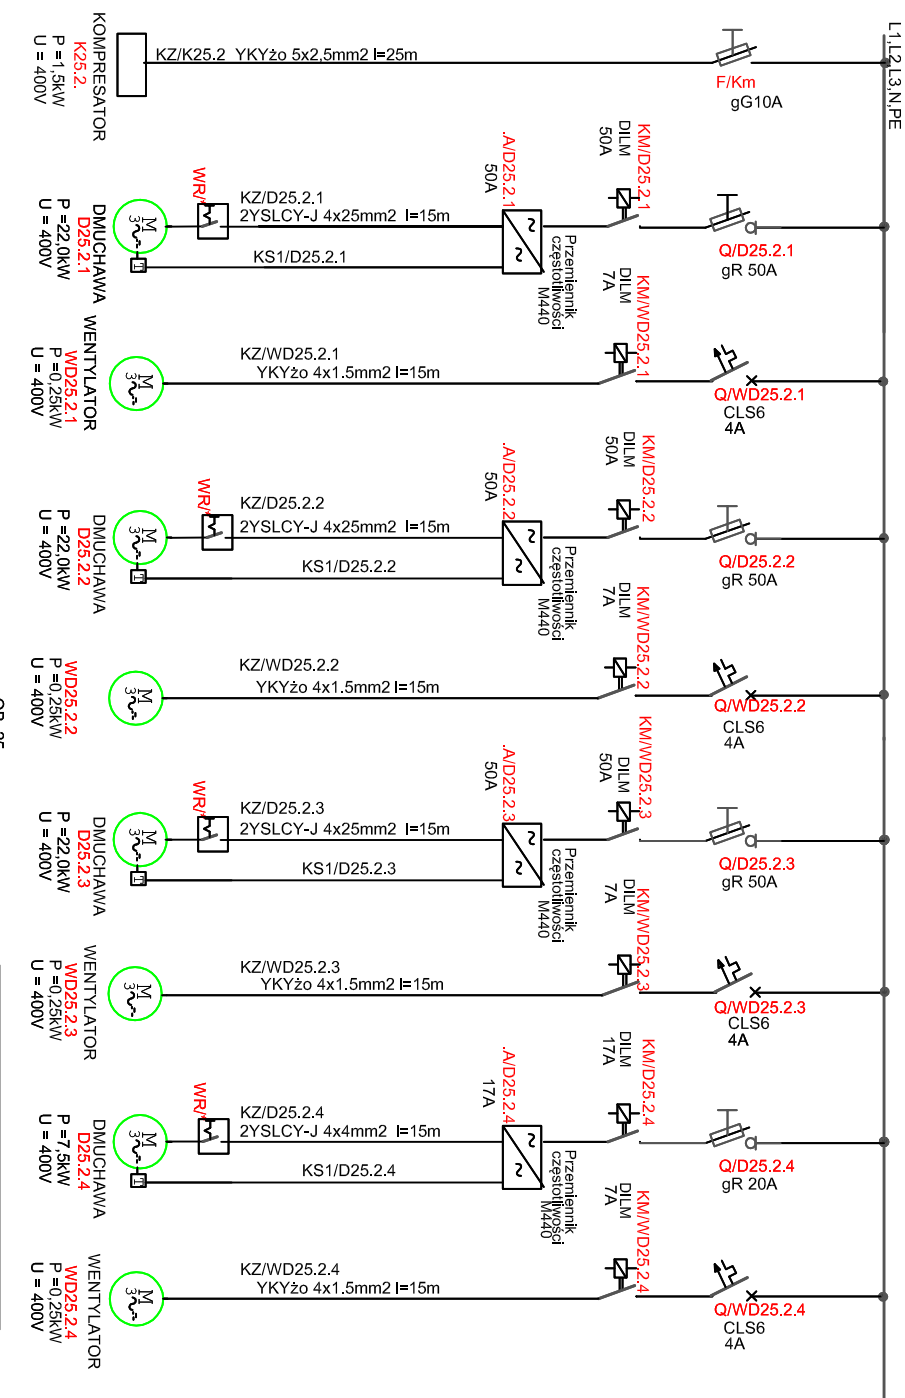 L1,L2,L3,N,PE
KZ/K25.2 YKYżo 5x2,5mm2 l=25m
F/Km
gG10A
KOMPRESATOR
K25.2.
P =1,5kW
U = 400V
KM/D25.2.1
DILM
50A
.A/D25.2.1
50A
WR/*
KZ/D25.2.1
2YSLCY-J 4x25mm2 l=15m
KS1/D25.2.1
Q/D25.2.1
gR 50A
Przemiennik
częstotliwości
M440
M
3
T
DMUCHAWA
D25.2.1
P =22,0kW
U = 400V
KM/WD25.2.1
DILM
7A
KZ/WD25.2.1
YKYżo 4x1.5mm2 l=15m
Q/WD25.2.1
CLS6
4A
M
3
WENTYLATOR
WD25.2.1
P =0,25kW
U = 400V
KM/D25.2.2
DILM
50A
.A/D25.2.2
50A
WR/*
KZ/D25.2.2
2YSLCY-J 4x25mm2 l=15m
KS1/D25.2.2
Q/D25.2.2
gR 50A
Przemiennik
częstotliwości
M440
M
3
T
DMUCHAWA
D25.2.2
P =22,0kW
U = 400V
KM/WD25.2.2
DILM
7A
KZ/WD25.2.2
YKYżo 4x1.5mm2 l=15m
Q/WD25.2.2
CLS6
4A
M
3
WD25.2.2
P =0,25kW
U = 400V
KM/WD25.2.3
DILM
50A
.A/D25.2.3
50A
WR/*
KZ/D25.2.3
2YSLCY-J 4x25mm2 l=15m
KS1/D25.2.3
Q/D25.2.3
gR 50A
Przemiennik
częstotliwości
M440
M
3
T
DMUCHAWA
D25.2.3
P =22,0kW
U = 400V
KM/WD25.2.3
DILM
7A
KZ/WD25.2.3
YKYżo 4x1.5mm2 l=15m
Q/WD25.2.3
CLS6
4A
M
3
WENTYLATOR
WD25.2.3
P =0,25kW
U = 400V
KM/D25.2.4
DILM
17A
.A/D25.2.4
17A
WR/*
KZ/D25.2.4
2YSLCY-J 4x4mm2 l=15m
KS1/D25.2.4
Q/D25.2.4
gR 20A
Przemiennik
częstotliwości
M440
M
3
T
DMUCHAWA
D25.2.4
P =7,5kW
U = 400V
KM/WD25.2.4
DILM
7A
KZ/WD25.2.4
YKYżo 4x1.5mm2 l=15m
Q/WD25.2.4
CLS6
4A
M
3
WENTYLATOR
WD25.2.4
P =0,25kW
U = 400V